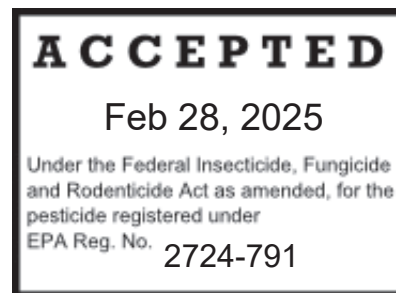 ACCEPTED
Feb 28, 2025
Under the Federal Insecticide, Fungicide
and Rodenticide Act as amended, for the
pesticide registered under
EPA Reg. No. 2724-791